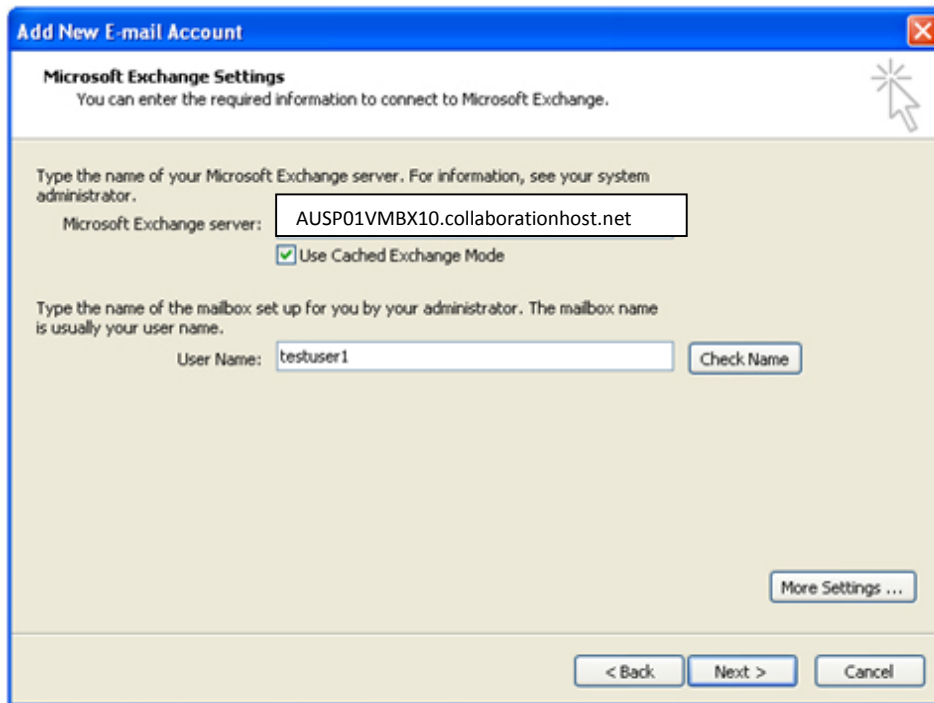 Add New E-mail Account
Microsoft Exchange Settings
You can enter the required information to connect to Microsoft Exchange.
Type the name of your Microsoft Exchange server. For information, see your system
administrator.
Microsoft Exchange server: AUSP01VMBX10.collaborationhost.net
Use Cached Exchange Mode
Type the name of the mailbox set up for you by your administrator. The mailbox name
is usually your user name.
User Name: testuser1 Check Name
More Settings ...
< Back Next > Cancel